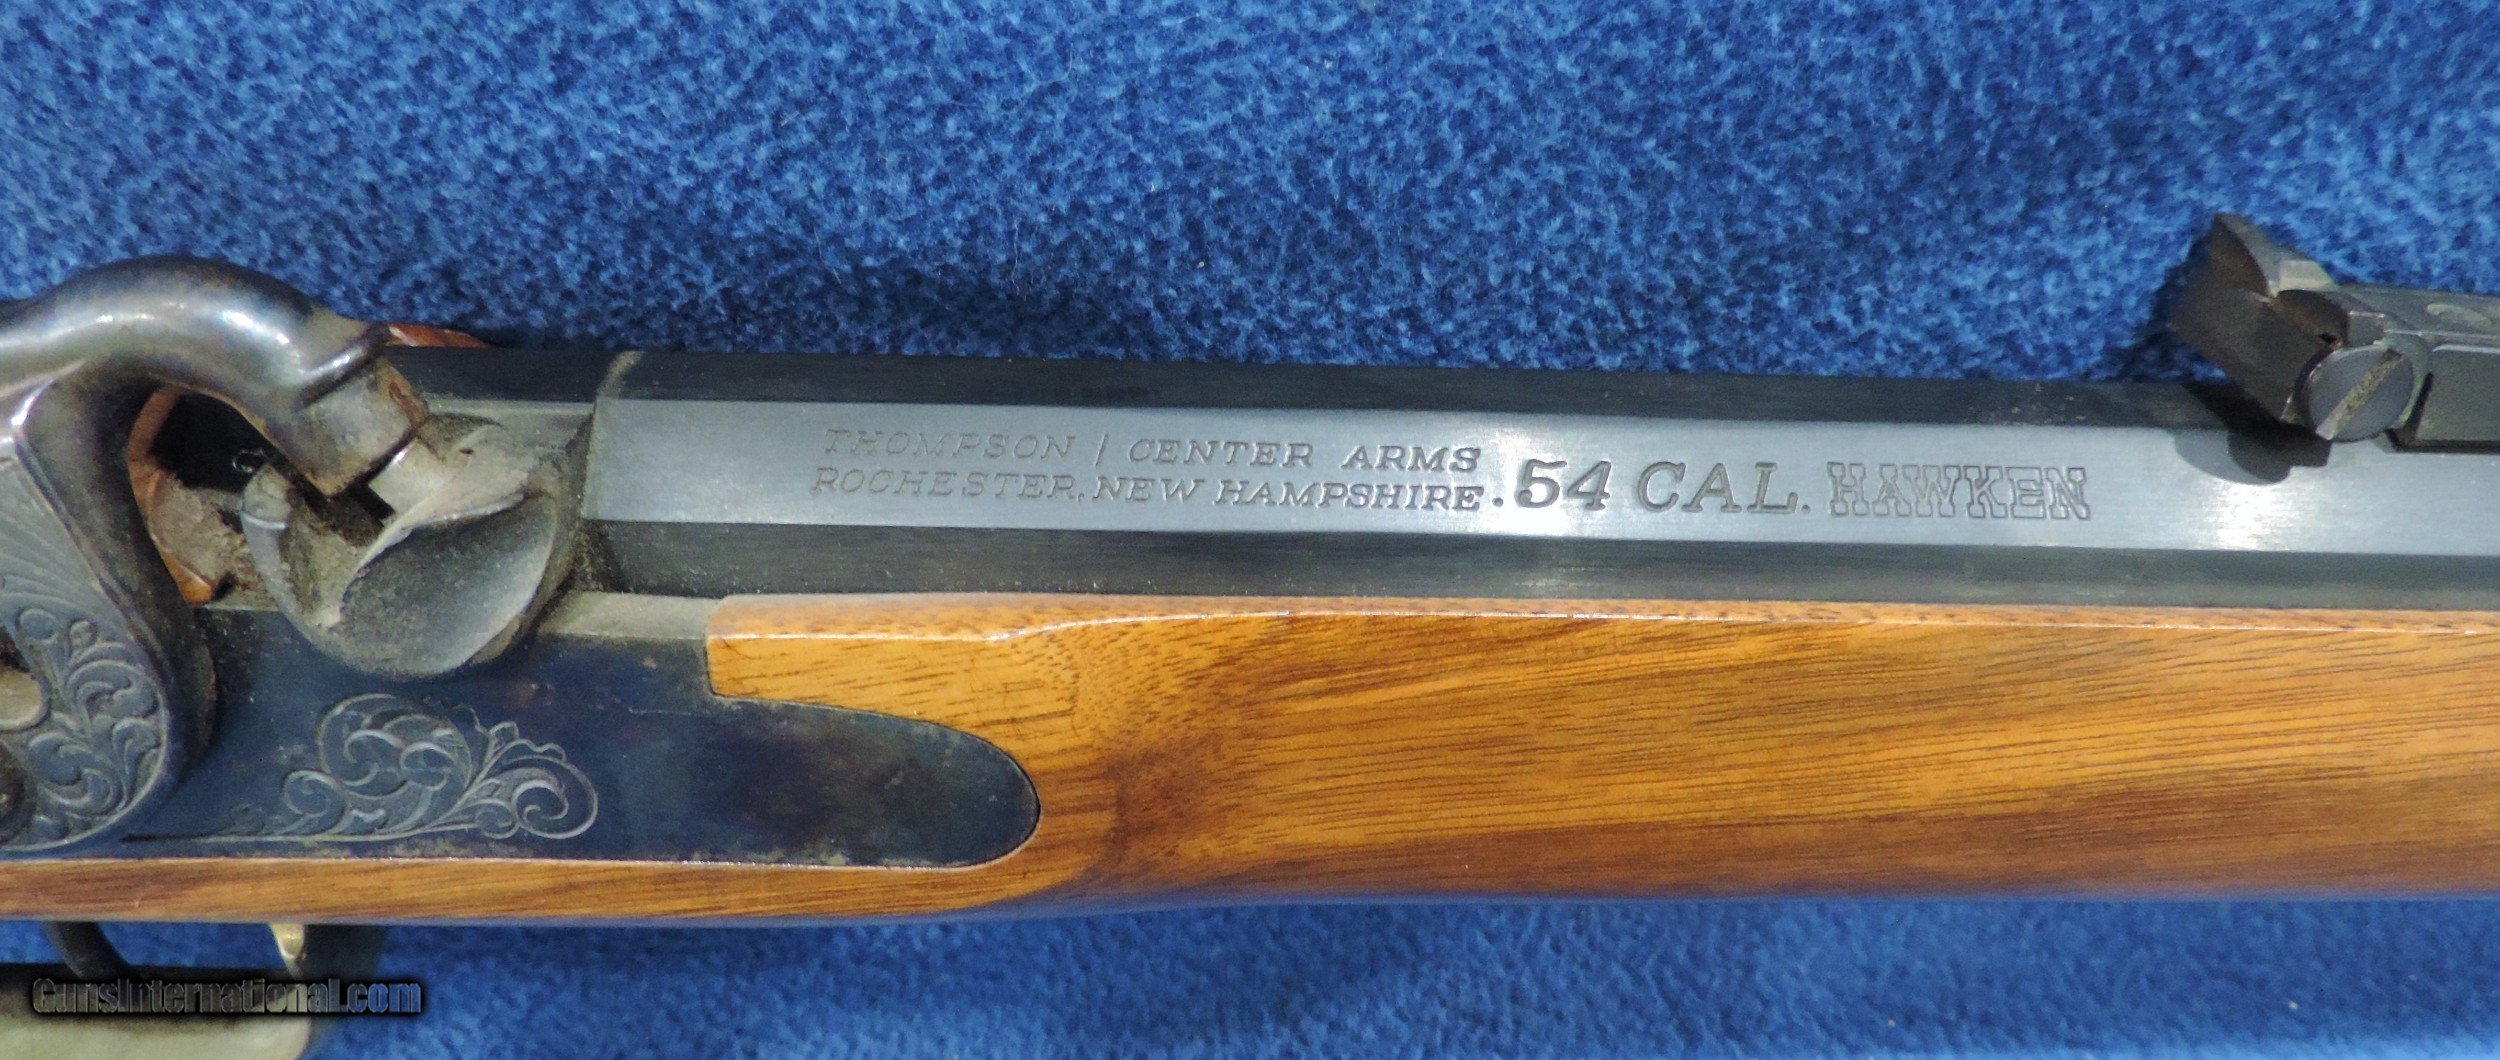 THOMPSON / CENTER ARMS
ROCHESTER, NEW HAMPSHIRE. .54 CAL. HAWKEN
GunsInternational.com